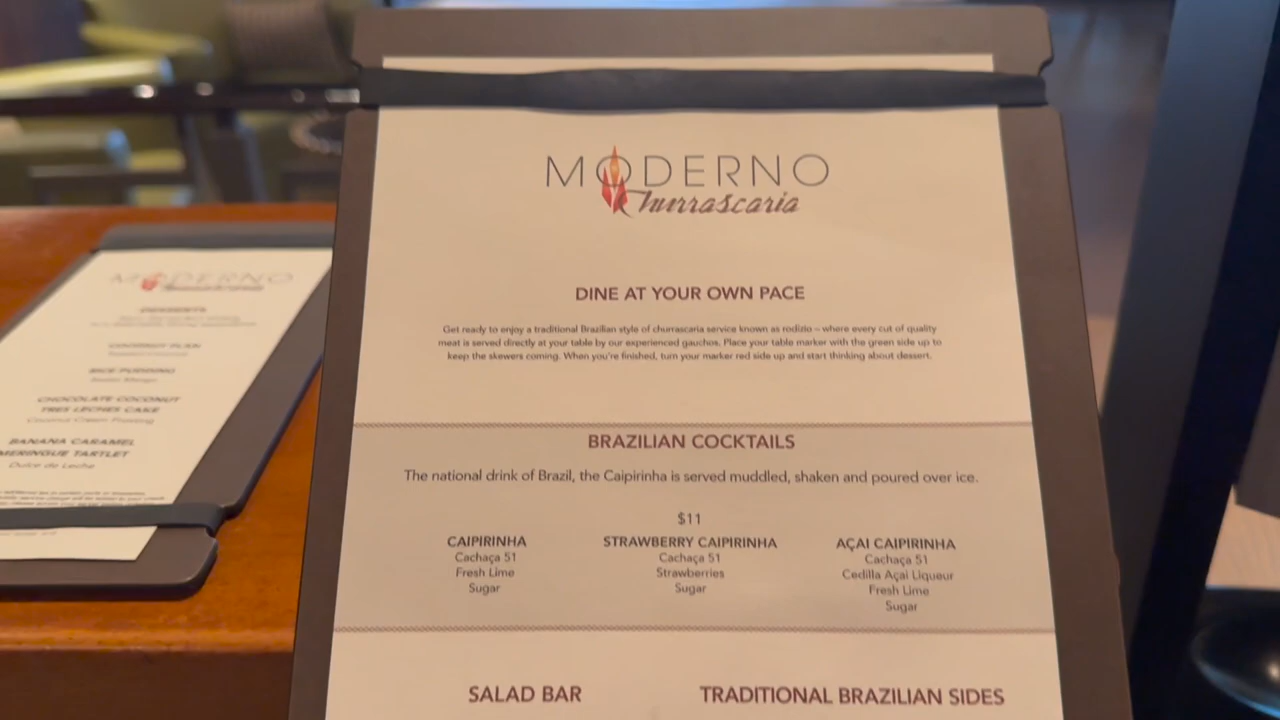 MODERNO
Churrascaria
DINE AT YOUR OWN PACE
Get ready to enjoy a traditional Brazilian style of churrascaria service known as rodizio – where every cut of quality
meat is served directly at your table by our experienced gauchos. Place your table marker with the green side up to
keep the skewers coming. When you're finished, turn your marker red side up and start thinking about dessert.
BRAZILIAN COCKTAILS
The national drink of Brazil, the Caipirinha is served muddled, shaken and poured over ice.
$11
CAIPIRINHA
Cachaça 51
Fresh Lime
Sugar
STRAWBERRY CAIPIRINHA
Cachaça 51
Strawberries
Sugar
AÇAI CAIPIRINHA
Cachaça 51
Cedilla Açai Liqueur
Fresh Lime
Sugar
SALAD BAR
TRADITIONAL BRAZILIAN SIDES
MODERNO
Churrascaria
DESSERTS
COCONUT FLAN
RICE PUDDING
CHOCOLATE COCONUT
TRES LECHES CAKE
BANANA CARAMEL
MERINGUE TARTLET
Dulce de Leche